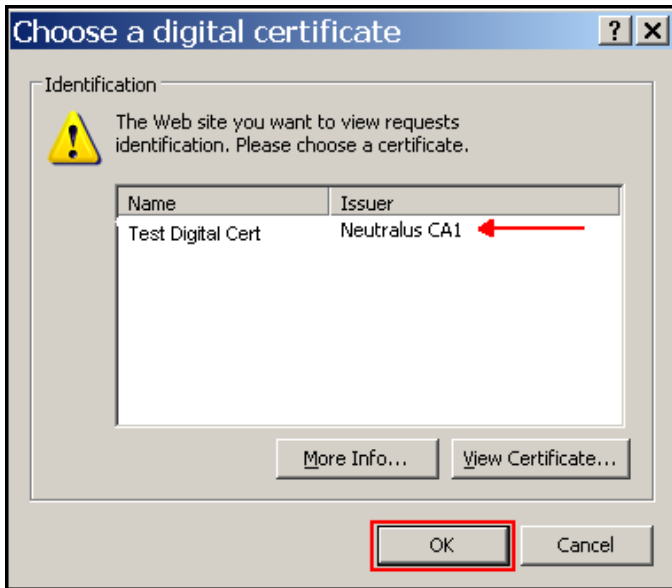 Choose a digital certificate
Identification
The Web site you want to view requests
identification. Please choose a certificate.
Name Issuer
Test Digital Cert Neutralus CA1
More Info... View Certificate...
OK Cancel